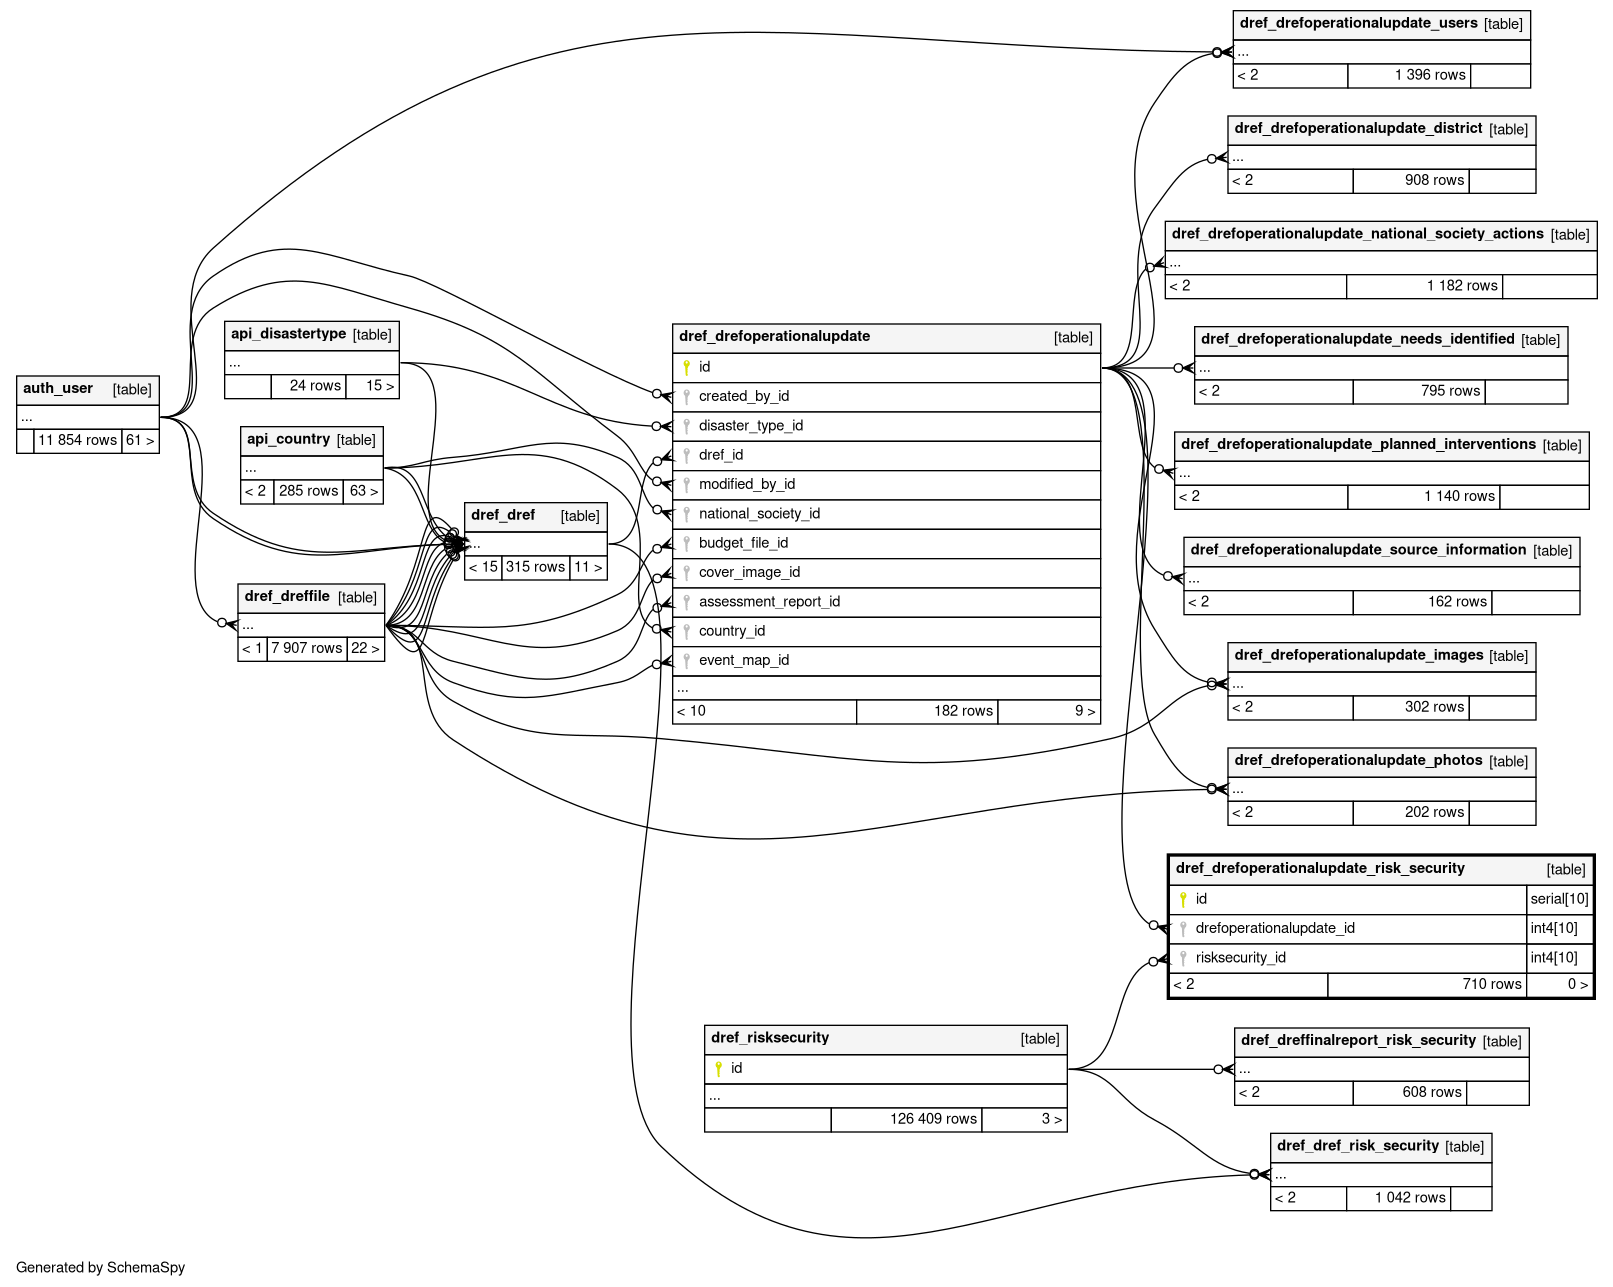 dref_drefoperationalupdate_users [table]
...
< 2 1 396 rows
dref_drefoperationalupdate_district [table]
...
< 2 908 rows
dref_drefoperationalupdate_national_society_actions [table]
...
< 2 1 182 rows
dref_drefoperationalupdate_needs_identified [table]
...
< 2 795 rows
dref_drefoperationalupdate_planned_interventions [table]
...
< 2 1 140 rows
dref_drefoperationalupdate_source_information [table]
...
< 2 162 rows
dref_drefoperationalupdate_images [table]
...
< 2 302 rows
dref_drefoperationalupdate_photos [table]
...
< 2 202 rows
dref_drefoperationalupdate_risk_security [table]
id serial[10]
drefoperationalupdate_id int4[10]
risksecurity_id int4[10]
< 2 710 rows 0 >
dref_dreffinalreport_risk_security [table]
...
< 2 608 rows
dref_dref_risk_security [table]
...
< 2 1 042 rows
auth_user [table]
...
11 854 rows 61 >
api_disastertype [table]
...
24 rows 15 >
api_country [table]
...
< 2 285 rows 63 >
dref_dref [table]
...
< 15 315 rows 11 >
dref_dreffile [table]
...
< 1 7 907 rows 22 >
dref_drefoperationalupdate [table]
id
created_by_id
disaster_type_id
dref_id
modified_by_id
national_society_id
budget_file_id
cover_image_id
assessment_report_id
country_id
event_map_id
...
< 10 182 rows 9 >
dref_risksecurity [table]
id
...
126 409 rows 3 >
Generated by SchemaSpy